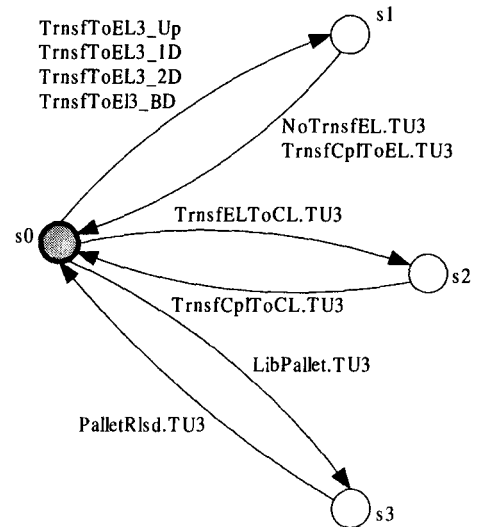 TrnsfToEL3_Up
TrnsfToEL3_1D
TrnsfToEL3_2D
TrnsfToEl3_BD
s1
NoTrnsfEL.TU3
TrnsfCplToEL.TU3
s0
TrnsfELToCL.TU3
s2
TrnsfCplToCL.TU3
LibPallet.TU3
PalletRlsd.TU3
s3